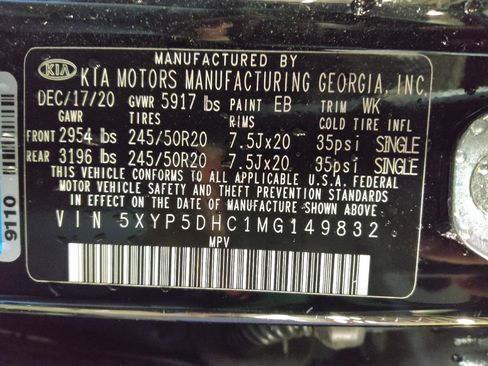 MANUFACTURED BY
KIA KIA MOTORS MANUFACTURING GEORGIA, INC.
DEC/17/20 GVWR 5917 lbs PAINT EB TRIM WK
TIRES RIMS COLD TIRE INFL
FRONT 2954 lbs 245/50R20 7.5Jx20 35psi SINGLE
REAR 3196 lbs 245/50R20 7.5Jx20 35psi SINGLE
THIS VEHICLE CONFORMS TO ALL APPLICABLE U.S.A. FEDERAL
MOTOR VEHICLE SAFETY AND THEFT PREVENTION STANDARDS
IN EFFECT ON THE DATE OF MANUFACTURE SHOWN ABOVE
VIN 5XYP5DHC1MG149832
MPV
9110